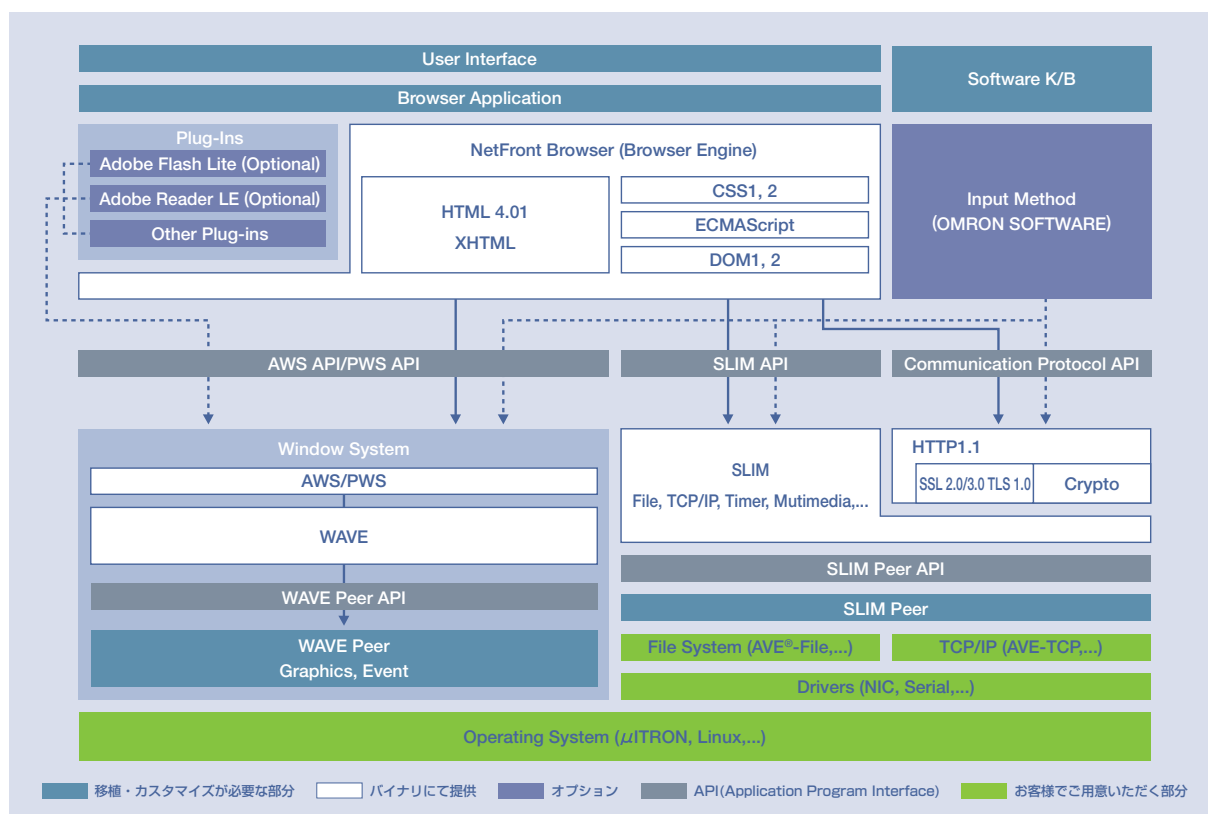 User Interface
Browser Application
Software K/B
Plug-Ins
Adobe Flash Lite (Optional)
Adobe Reader LE (Optional)
Other Plug-ins
NetFront Browser (Browser Engine)
HTML 4.01
XHTML
CSS1, 2
ECMAScript
DOM1, 2
Input Method
(OMRON SOFTWARE)
AWS API/PWS API
SLIM API
Communication Protocol API
Window System
AWS/PWS
WAVE
WAVE Peer API
WAVE Peer
Graphics, Event
SLIM
File, TCP/IP, Timer, Mutimedia,...
HTTP1.1
SSL 2.0/3.0 TLS 1.0
Crypto
SLIM Peer API
SLIM Peer
File System (AVE®-File,...)
TCP/IP (AVE-TCP,...)
Drivers (NIC, Serial,...)
Operating System (μITRON, Linux,...)
移植・カスタマイズが必要な部分
バイナリにて提供
オプション
API(Application Program Interface)
お客様でご用意いただく部分